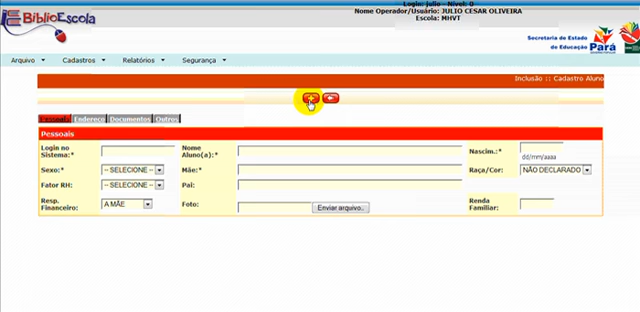 Login: julio - Nível: 0
Nome Operador/Usuário: JULIO CESAR OLIVEIRA
Escola: MHVT
BiblioEscola
Secretaria de Estado
de Educação
Pará
Arquivo Cadastros Relatórios Segurança
Inclusão :: Cadastro Aluno
Pessoais Endereço Documentos Outros
Pessoais
Login no Sistema:* Nome Aluno(a):* Nascim.:*
dd/mm/aaaa
Sexo:* -- SELECIONE -- Mãe:* Raça/Cor: NÃO DECLARADO
Fator RH: -- SELECIONE -- Pai:
Resp. Financeiro: A MÃE Foto: Enviar arquivo.. Renda Familiar: